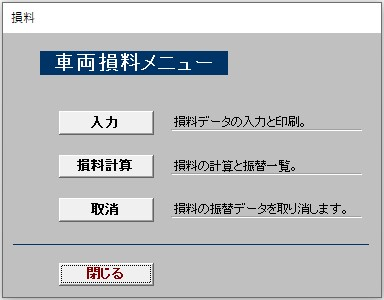 損料
車両損料メニュー
入力 損料データの入力と印刷。
損料計算 損料の計算と振替一覧。
取消 損料の振替データを取り消します。
閉じる